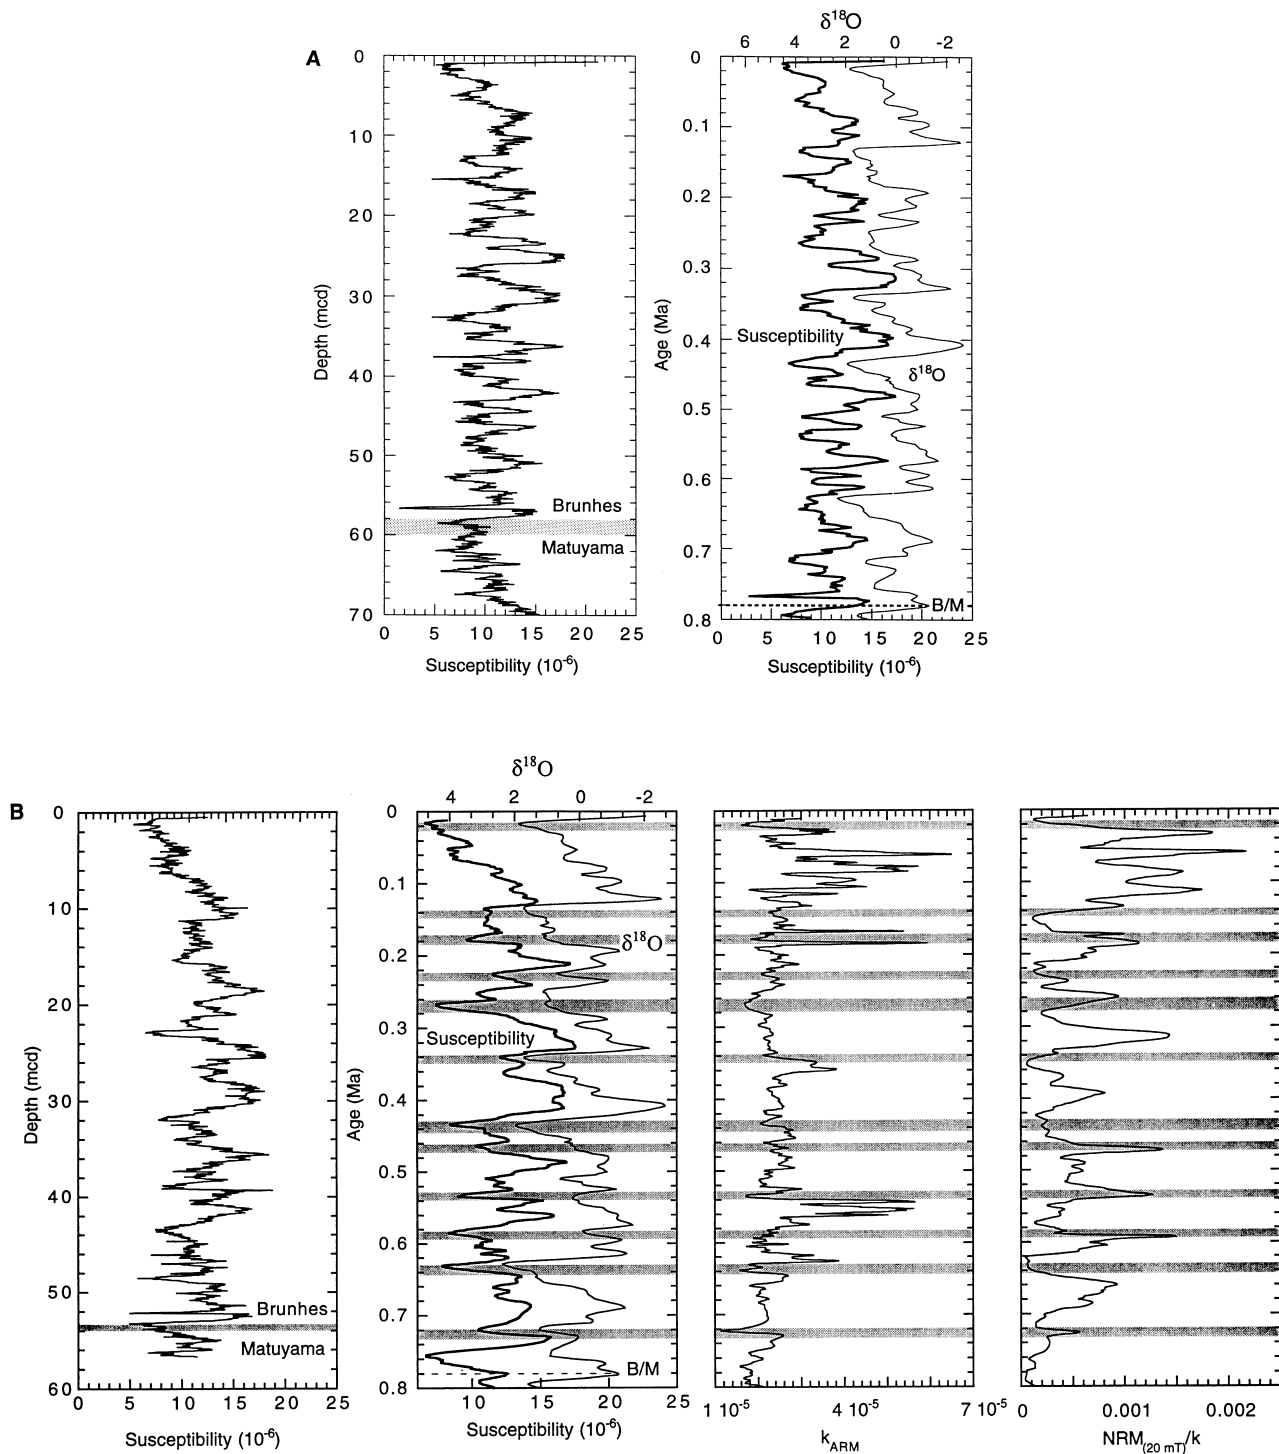 A
δ18O
6 4 2 0 -2
0
10
20
30
40
50
60
70
Depth (mcd)
Brunhes
Matuyama
0 5 10 15 20 25
Susceptibility (10-6)
0
0.1
0.2
0.3
0.4
0.5
0.6
0.7
0.8
Age (Ma)
Susceptibility
δ18O
B/M
0 5 10 15 20 25
Susceptibility (10-6)
B
0
10
20
30
40
50
60
Depth (mcd)
Brunhes
Matuyama
0 5 10 15 20 25
Susceptibility (10-6)
δ18O
4 2 0 -2
0
0.1
0.2
0.3
0.4
0.5
0.6
0.7
0.8
Age (Ma)
δ18O
Susceptibility
B/M
10 15 20 25
Susceptibility (10-6)
1 10-5 4 10-5 7 10-5
kARM
0 0.001 0.002
NRM(20 mT)/k